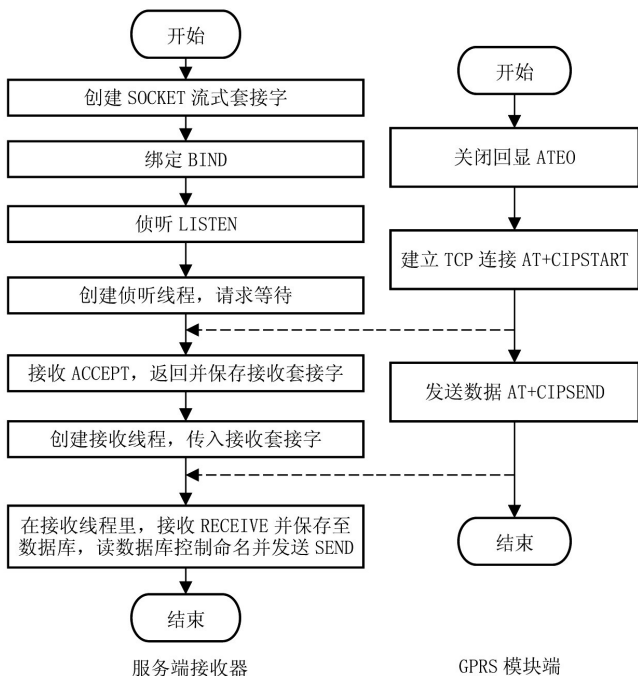 开始
创建 SOCKET 流式套接字
绑定 BIND
侦听 LISTEN
创建侦听线程，请求等待
接收 ACCEPT，返回并保存接收套接字
创建接收线程，传入接收套接字
在接收线程里，接收 RECEIVE 并保存至
数据库，读数据库控制命名并发送 SEND
结束
服务端接收器
开始
关闭回显 ATEO
建立 TCP 连接 AT+CIPSTART
发送数据 AT+CIPSEND
结束
GPRS 模块端